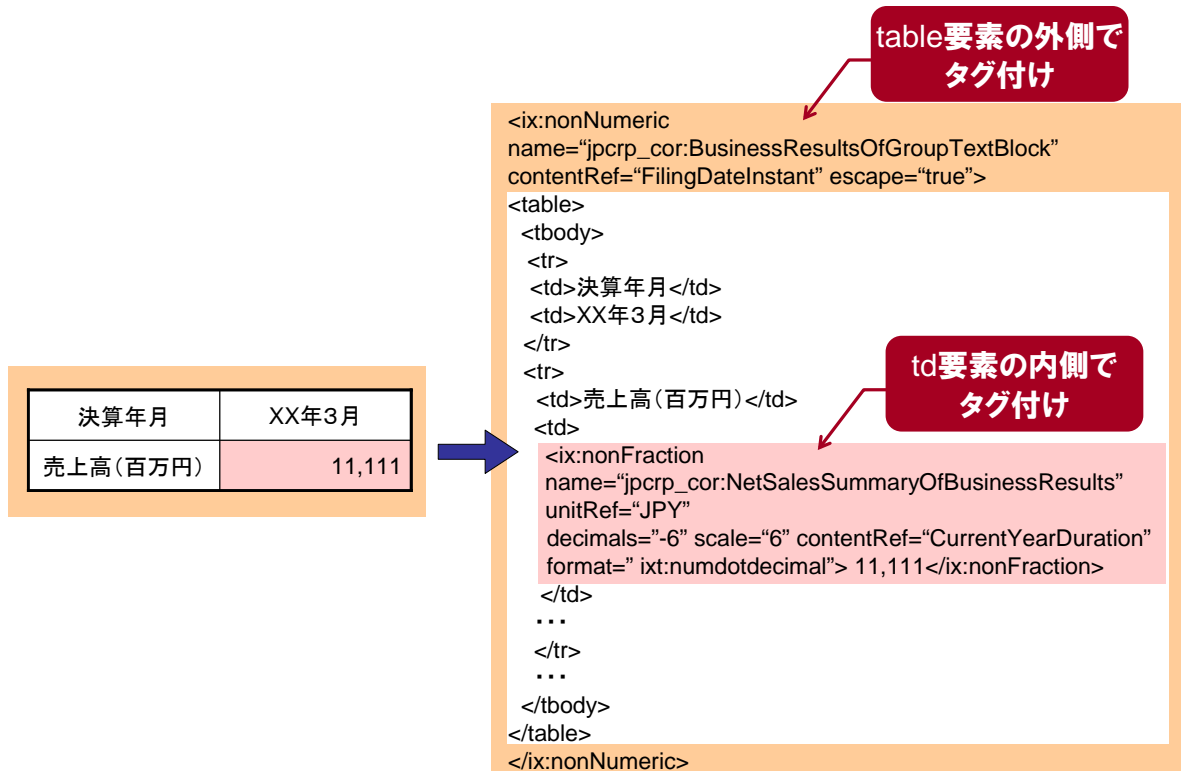 table要素の外側で
タグ付け
<ix:nonNumeric
name=“jpcrp_cor:BusinessResultsOfGroupTextBlock”
contentRef=“FilingDateInstant” escape=“true”>
<table>
<tbody>
<tr>
<td>決算年月</td>
<td>XX年3月</td>
</tr>
<tr>
<td>売上高(百万円)</td>
<td>
<ix:nonFraction
name=“jpcrp_cor:NetSalesSummaryOfBusinessResults”
unitRef=“JPY”
decimals=”-6” scale=“6” contentRef=“CurrentYearDuration”
format=” ixt:numdotdecimal”> 11,111</ix:nonFraction>
</td>
・・・
</tr>
・・・
</tbody>
</table>
</ix:nonNumeric>
td要素の内側で
タグ付け
決算年月 XX年3月
売上高(百万円) 11,111